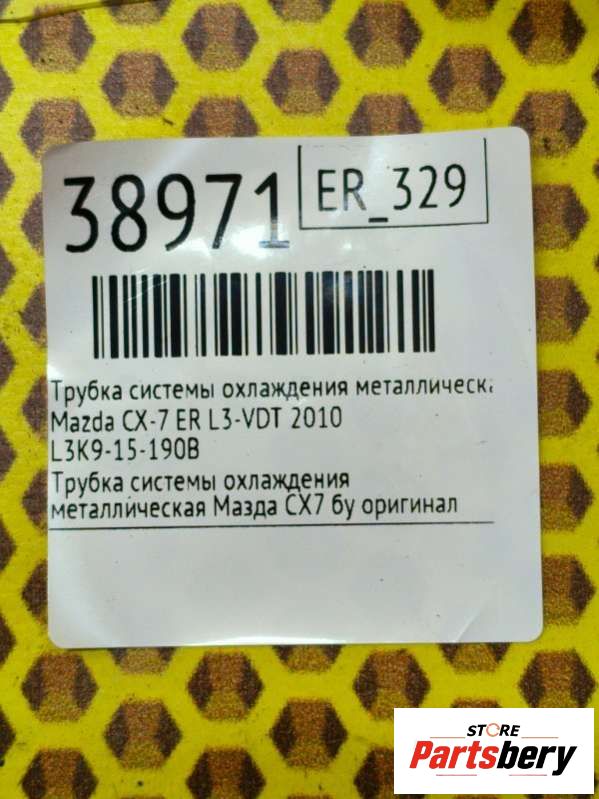 38971
ER_329
Трубка системы охлаждения металлическа
Mazda CX-7 ER L3-VDT 2010
L3K9-15-190B
Трубка системы охлаждения
металлическая Мазда СХ7 бу оригинал
STORE
Partsbery